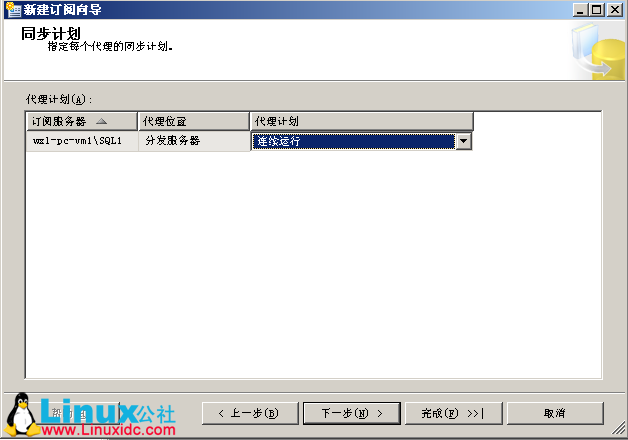 新建订阅向导
同步计划
指定每个代理的同步计划。
代理计划(A):
订阅服务器 代理位置 代理计划
wxl-pc-vm1\SQL1 分发服务器 连续运行
< 上一步(B) 下一步(N) > 完成(F) >>| 取消
Linux公社
www.Linuxidc.com